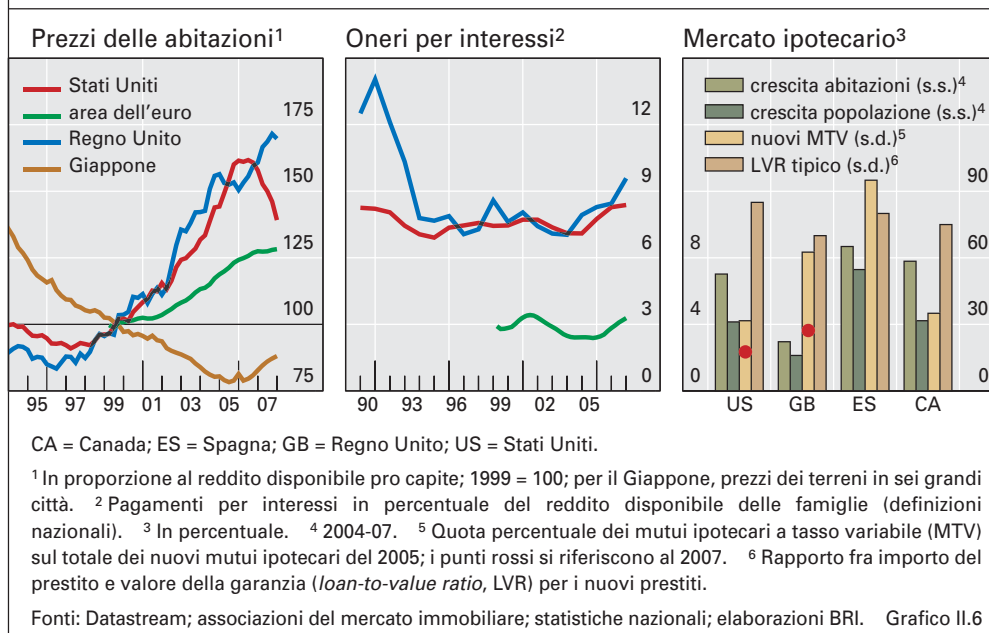 Prezzi delle abitazioni¹
Oneri per interessi²
Mercato ipotecario³
Stati Uniti
area dell'euro
Regno Unito
Giappone
175
150
125
100
75
95 97 99 01 03 05 07
12
9
6
3
0
90 93 96 99 02 05
crescita abitazioni (s.s.)⁴
crescita popolazione (s.s.)⁴
nuovi MTV (s.d.)⁵
LVR tipico (s.d.)⁶
8
4
0
90
60
30
0
US GB ES CA
CA = Canada; ES = Spagna; GB = Regno Unito; US = Stati Uniti.
¹ In proporzione al reddito disponibile pro capite; 1999 = 100; per il Giappone, prezzi dei terreni in sei grandi
città. ² Pagamenti per interessi in percentuale del reddito disponibile delle famiglie (definizioni
nazionali). ³ In percentuale. ⁴ 2004-07. ⁵ Quota percentuale dei mutui ipotecari a tasso variabile (MTV)
sul totale dei nuovi mutui ipotecari del 2005; i punti rossi si riferiscono al 2007. ⁶ Rapporto fra importo del
prestito e valore della garanzia (loan-to-value ratio, LVR) per i nuovi prestiti.
Fonti: Datastream; associazioni del mercato immobiliare; statistiche nazionali; elaborazioni BRI. Grafico II.6